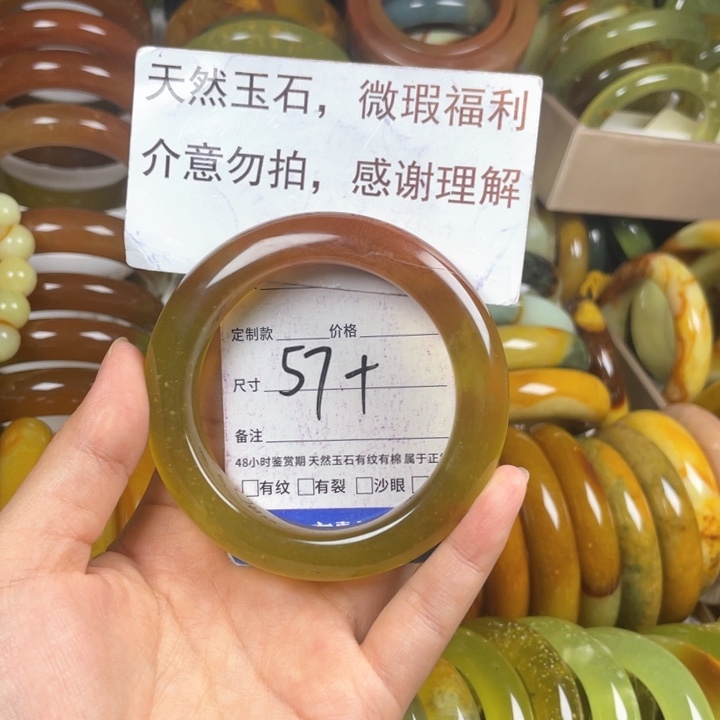 天然玉石，微瑕福利
介意勿拍，感谢理解
定制款 价格
尺寸 57+
备注
48小时鉴赏期 天然玉石有纹有棉 属于正
□有纹 □有裂 □沙眼 □